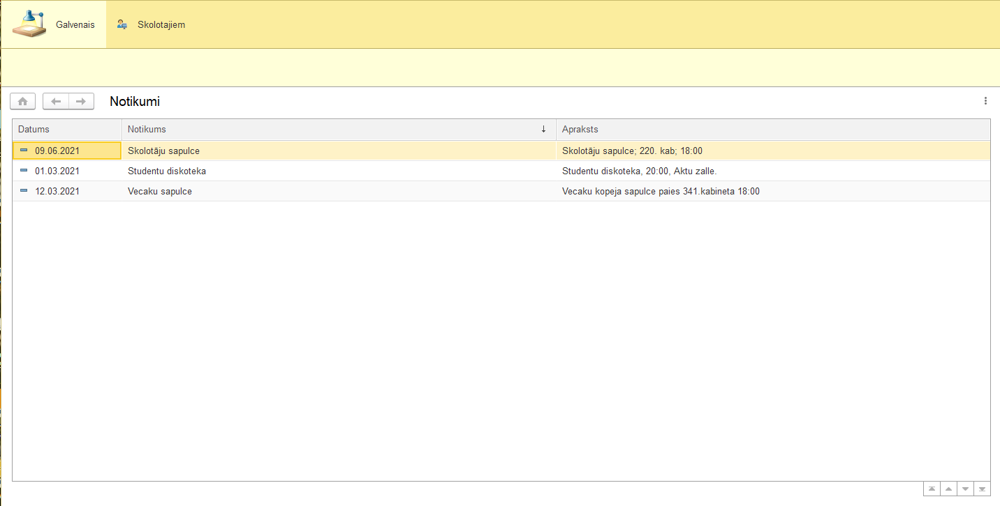 Galvenais Skolotajiem
Notikumi
Datums Notikums ↓ Apraksts
09.06.2021 Skolotāju sapulce Skolotāju sapulce; 220. kab; 18:00
01.03.2021 Studentu diskoteka Studentu diskoteka, 20:00, Aktu zalle.
12.03.2021 Vecaku sapulce Vecaku kopeja sapulce paies 341.kabineta 18:00